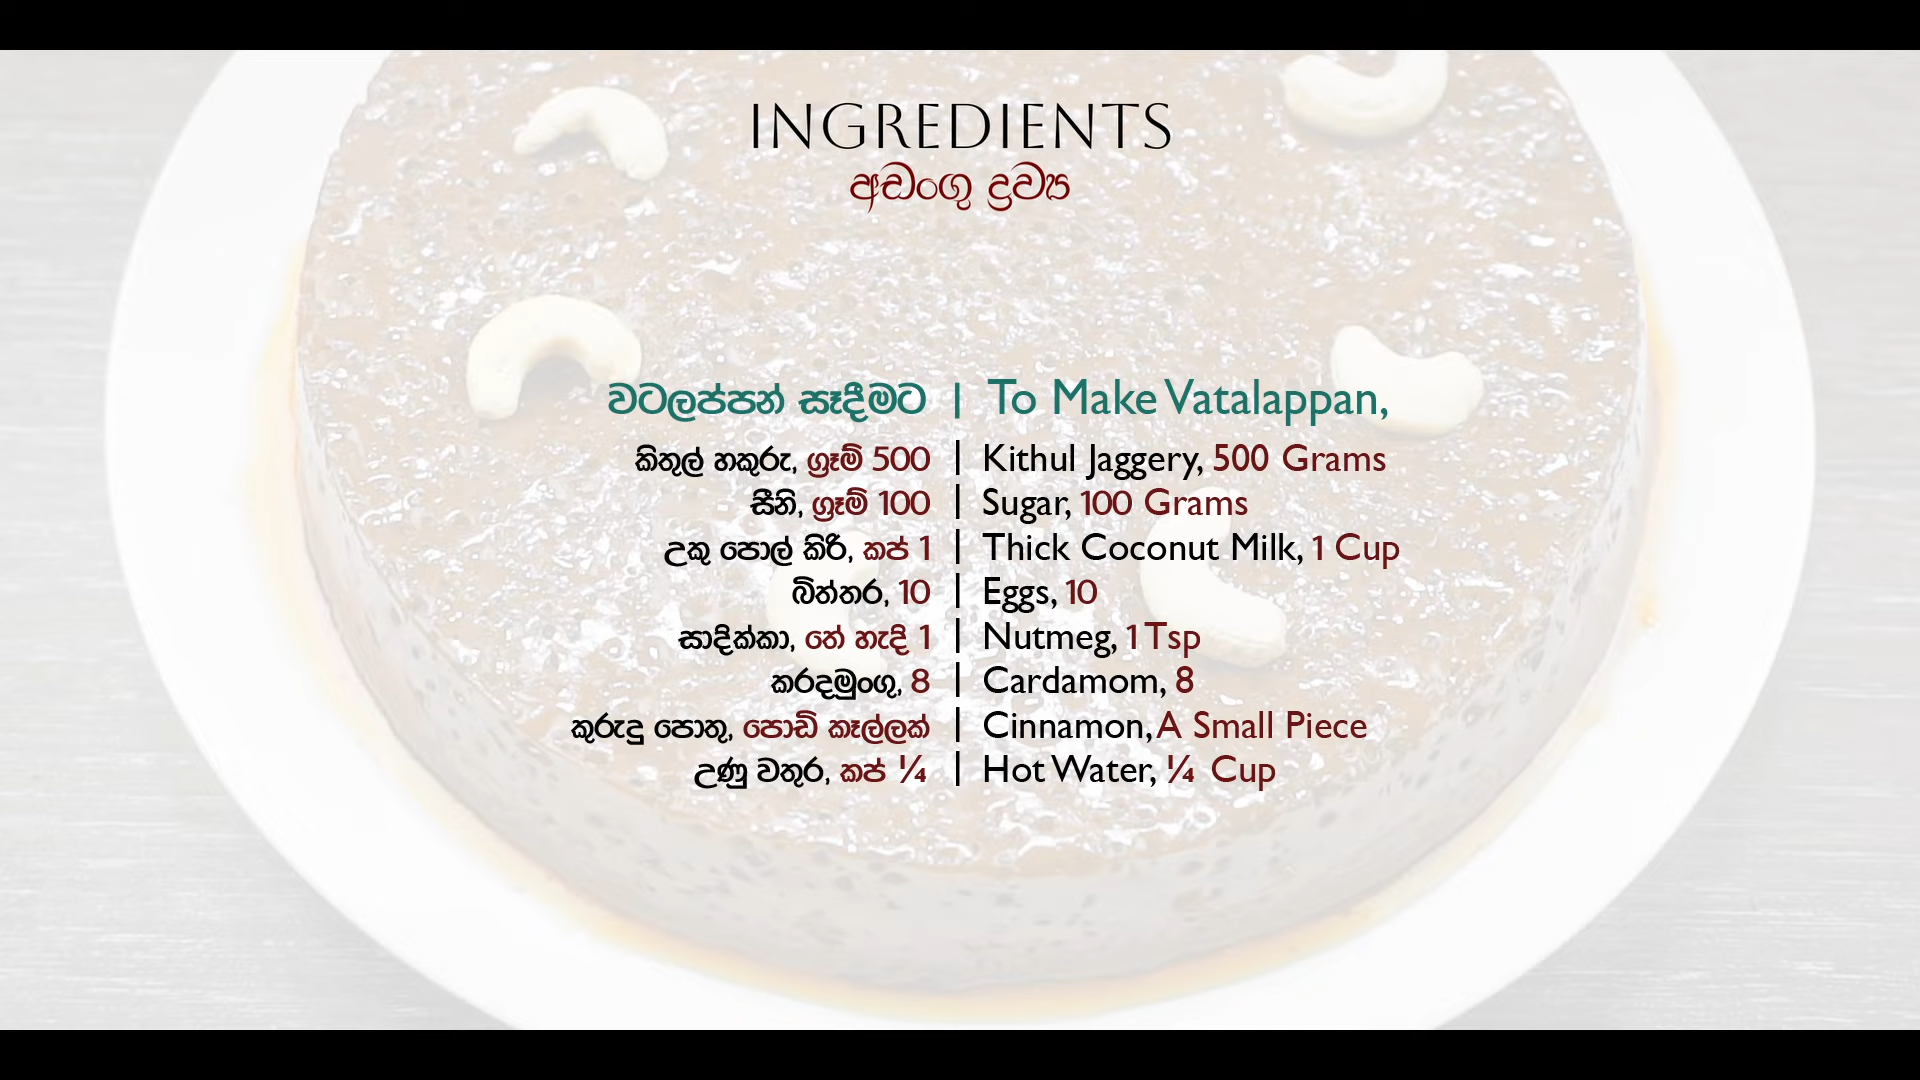 INGREDIENTS
අඩංගු ද්‍රව්‍ය
වටලප්පන් සෑදීමට | To Make Vatalappan,
කිතුල් හකුරු, ග්‍රෑම් 500 | Kithul Jaggery, 500 Grams
සීනි, ග්‍රෑම් 100 | Sugar, 100 Grams
උකු පොල් කිරි, කප් 1 | Thick Coconut Milk, 1 Cup
බිත්තර, 10 | Eggs, 10
සාදික්කා, තේ හැදි 1 | Nutmeg, 1 Tsp
කරදමුංගු, 8 | Cardamom, 8
කුරුදු පොතු, පොඩි කෑල්ලක් | Cinnamon, A Small Piece
උණු වතුර, කප් ¼ | Hot Water, ¼ Cup